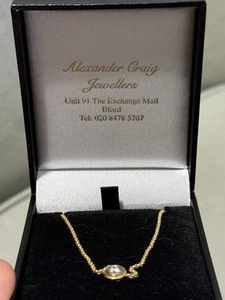 Alexander Craig
Jewellers
Unit 91 The Exchange Mall
Ilford
Tel: 020 8478 5707